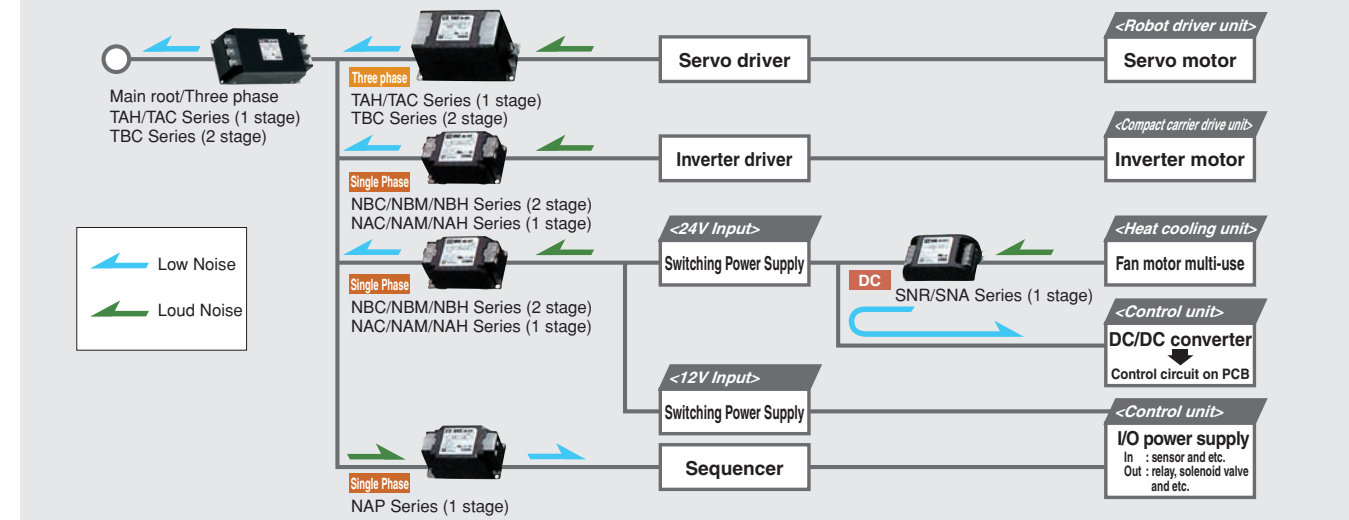 <Robot driver unit>
Servo driver
Servo motor
Main root/Three phase
TAH/TAC Series (1 stage)
TBC Series (2 stage)
Three phase
TAH/TAC Series (1 stage)
TBC Series (2 stage)
<Compact carrier drive unit>
Inverter driver
Inverter motor
Single Phase
NBC/NBM/NBH Series (2 stage)
NAC/NAM/NAH Series (1 stage)
Low Noise
Loud Noise
<24V Input>
Switching Power Supply
<Heat cooling unit>
Fan motor multi-use
Single Phase
NBC/NBM/NBH Series (2 stage)
NAC/NAM/NAH Series (1 stage)
DC
SNR/SNA Series (1 stage)
<Control unit>
DC/DC converter
Control circuit on PCB
<12V Input>
Switching Power Supply
<Control unit>
I/O power supply
In : sensor and etc.
Out : relay, solenoid valve
and etc.
Sequencer
Single Phase
NAP Series (1 stage)